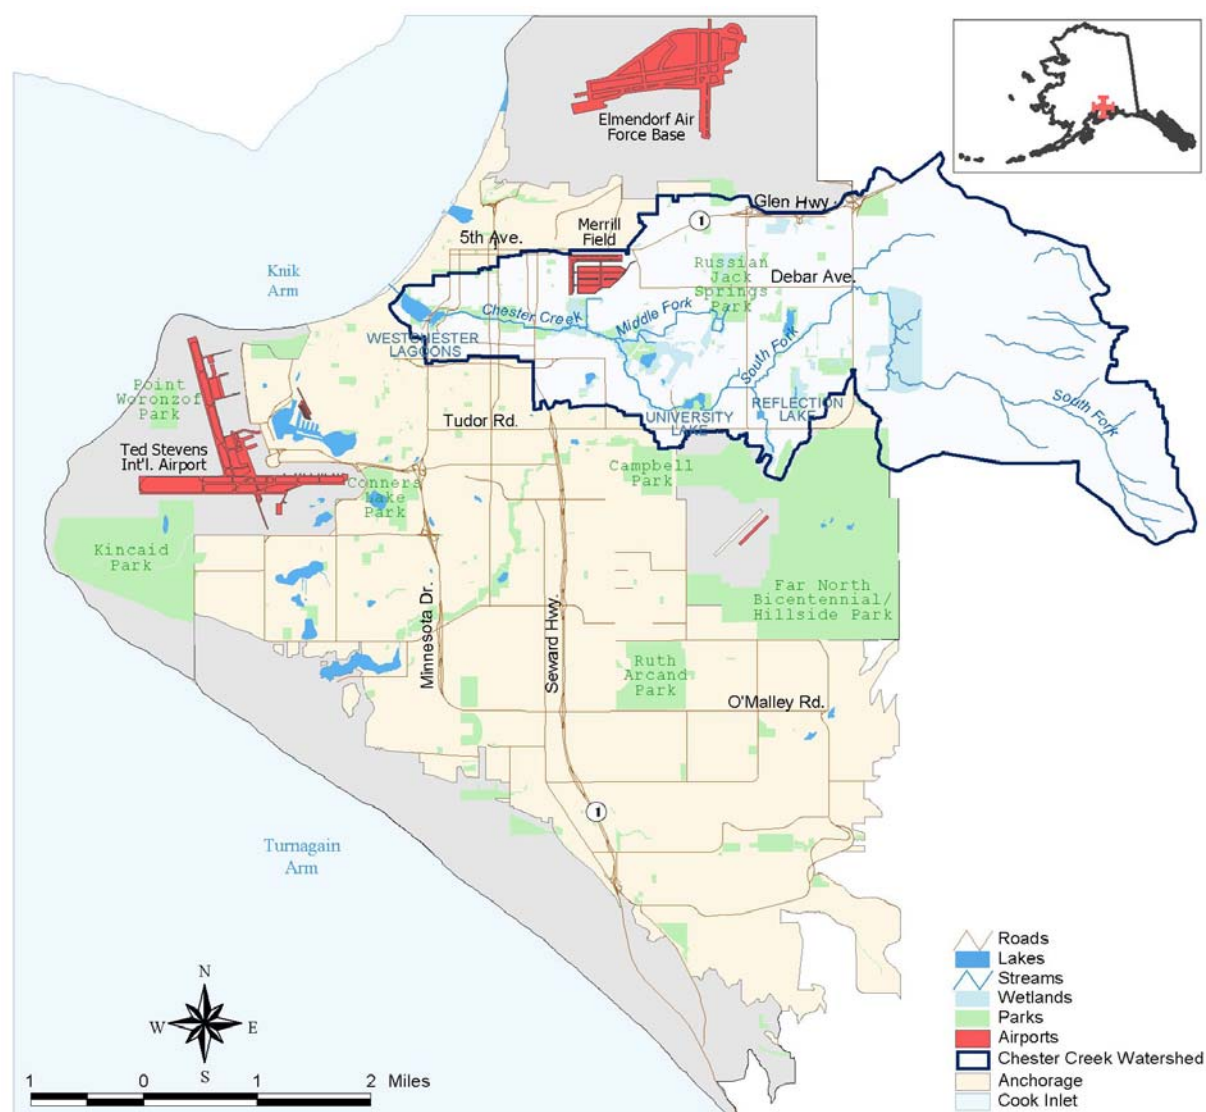 Elmendorf Air
Force Base
Glen Hwy
1
Merrill
Field
5th Ave.
Russian
Jack
Springs
Park
Debar Ave.
Knik
Arm
Chester Creek
Middle Fork
South Fork
WESTCHESTER
LAGOONS
Point
Woronzof
Park
UNIVERSITY
LAKE
REFLECTION
LAKE
South Fork
Tudor Rd.
Ted Stevens
Int'l. Airport
Campbell
Park
Conners
Lake
Park
Kincaid
Park
Far North
Bicentennial/
Hillside Park
Minnesota Dr.
Seward Hwy.
Ruth
Arcand
Park
O'Malley Rd.
1
Turnagain
Arm
N
W E
S
1 0 1 2 Miles
Roads
Lakes
Streams
Wetlands
Parks
Airports
Chester Creek Watershed
Anchorage
Cook Inlet